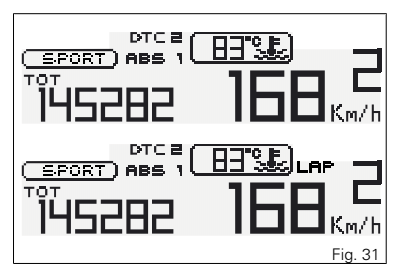 DTC 2 83°C
SPORT ABS 1 2
TOT
145282 168 Km/h
DTC 2 83°C
SPORT ABS 1 LAP 2
TOT
145282 168 Km/h
Fig. 31